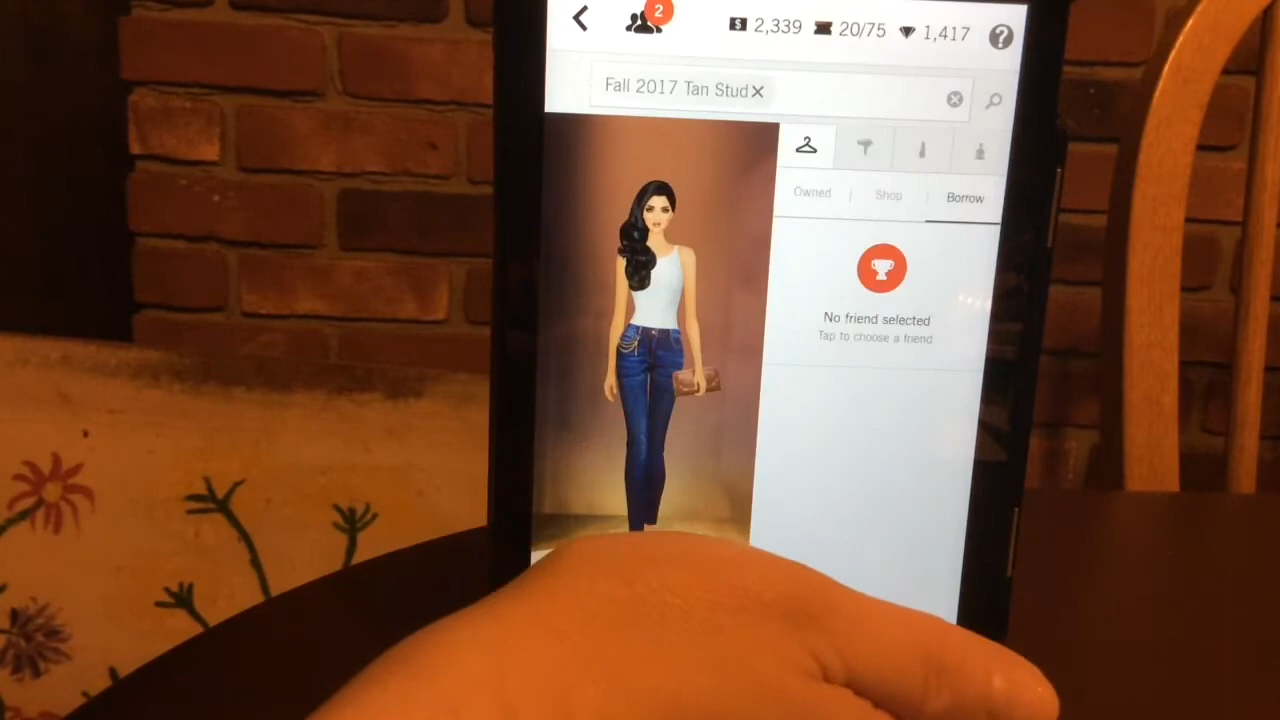 2
$ 2,339 20/75 1,417 ?
Fall 2017 Tan Stud
Owned Shop Borrow
No friend selected
Tap to choose a friend